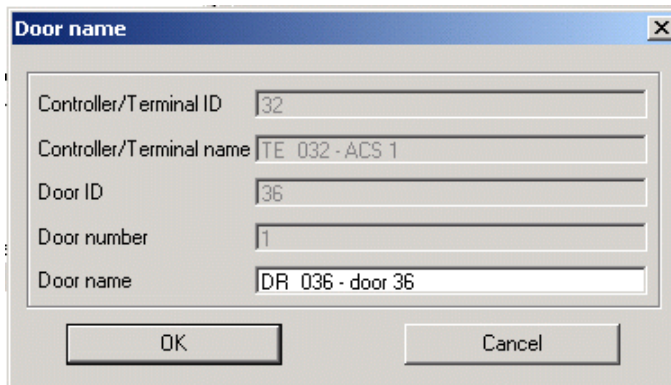 Door name
Controller/Terminal ID 32
Controller/Terminal name TE 032 - ACS 1
Door ID 36
Door number 1
Door name DR 036 - door 36
OK Cancel